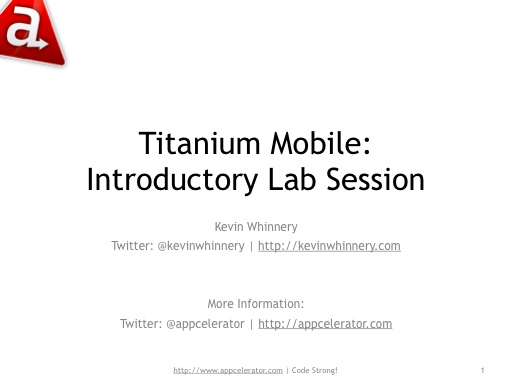 a
Titanium Mobile:
Introductory Lab Session
Kevin Whinnery
Twitter: @kevinwhinnery | http://kevinwhinnery.com
More Information:
Twitter: @appcelerator | http://appcelerator.com
http://www.appcelerator.com | Code Strong! 1